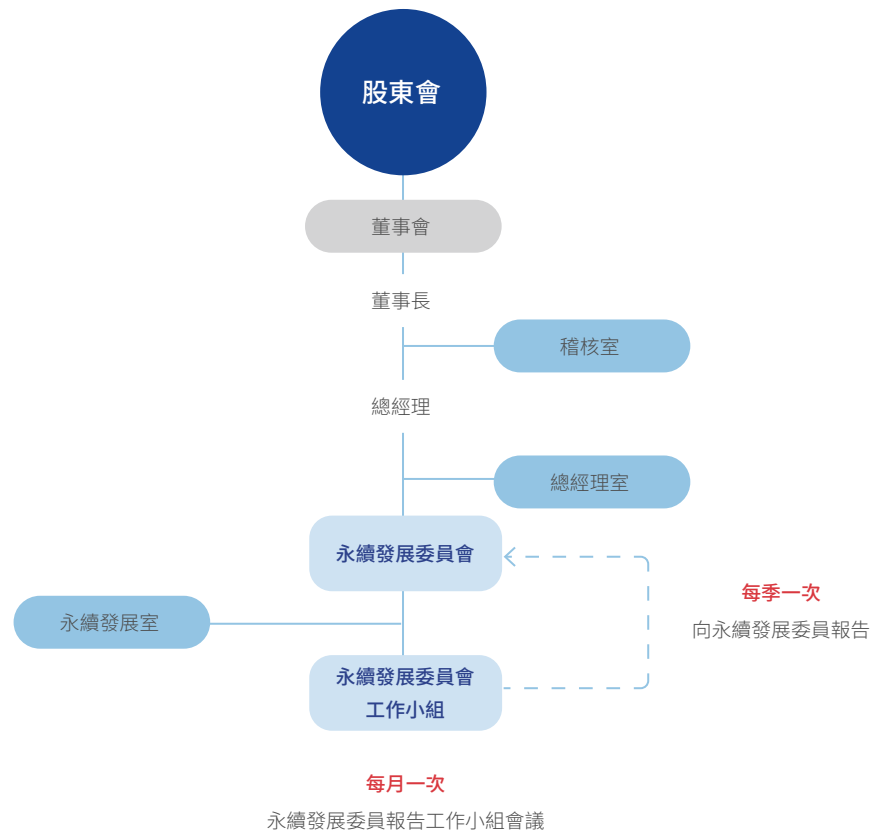 股東會
董事會
董事長
稽核室
總經理
總經理室
永續發展委員會
每季一次
向永續發展委員報告
永續發展室
永續發展委員會
工作小組
每月一次
永續發展委員報告工作小組會議